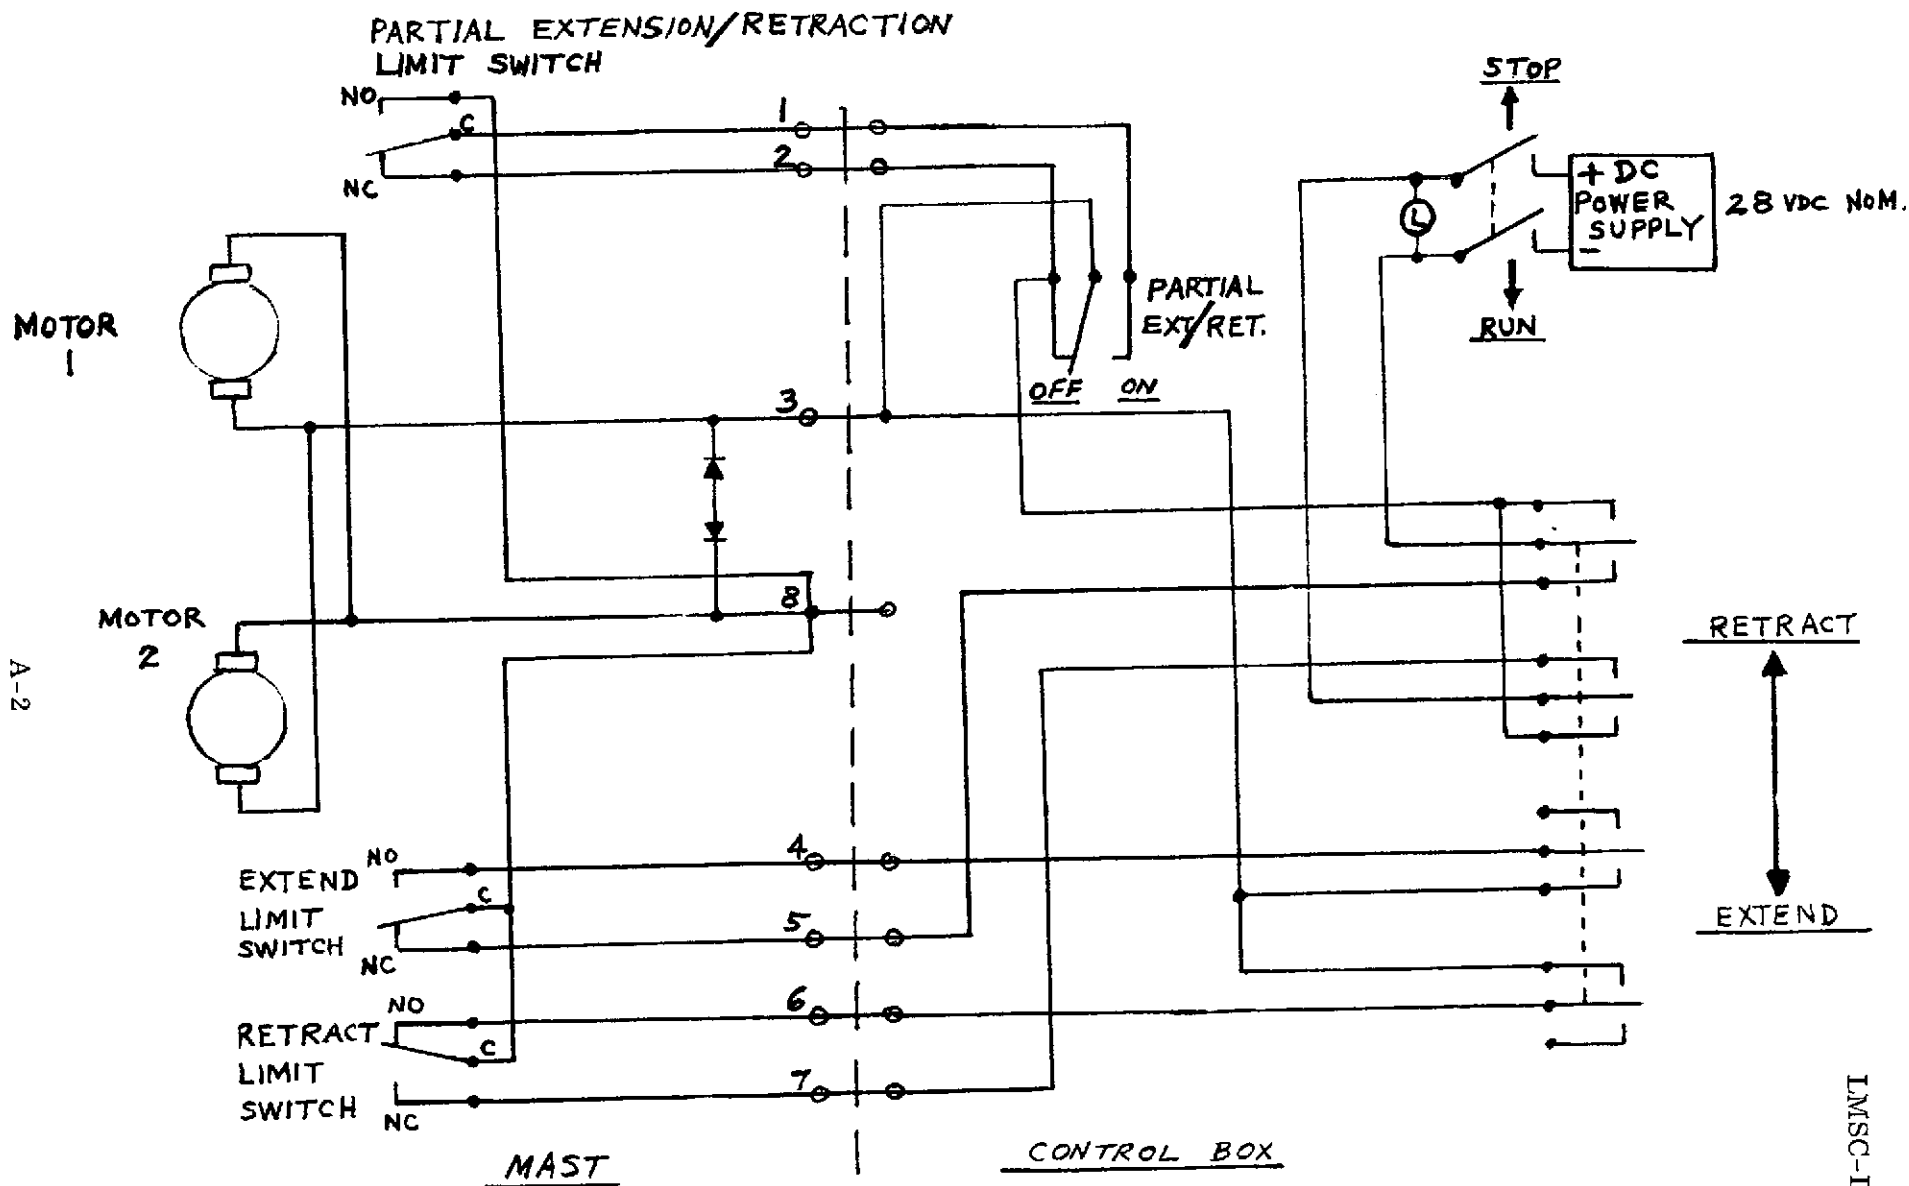 PARTIAL EXTENSION/RETRACTION
LIMIT SWITCH
NO
C
NC
1
2
STOP
+ DC
POWER
SUPPLY
-
28 VDC NOM.
L
RUN
PARTIAL
EXT/RET.
OFF
ON
MOTOR
1
3
MOTOR
2
8
RETRACT
EXTEND
EXTEND
LIMIT
SWITCH
NO
C
NC
4
5
RETRACT
LIMIT
SWITCH
NO
C
NC
6
7
MAST
CONTROL BOX
A-2
LMSC-